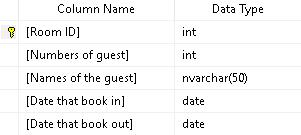 Column Name Data Type
[Room ID] int
[Numbers of guest] int
[Names of the guest] nvarchar(50)
[Date that book in] date
[Date that book out] date